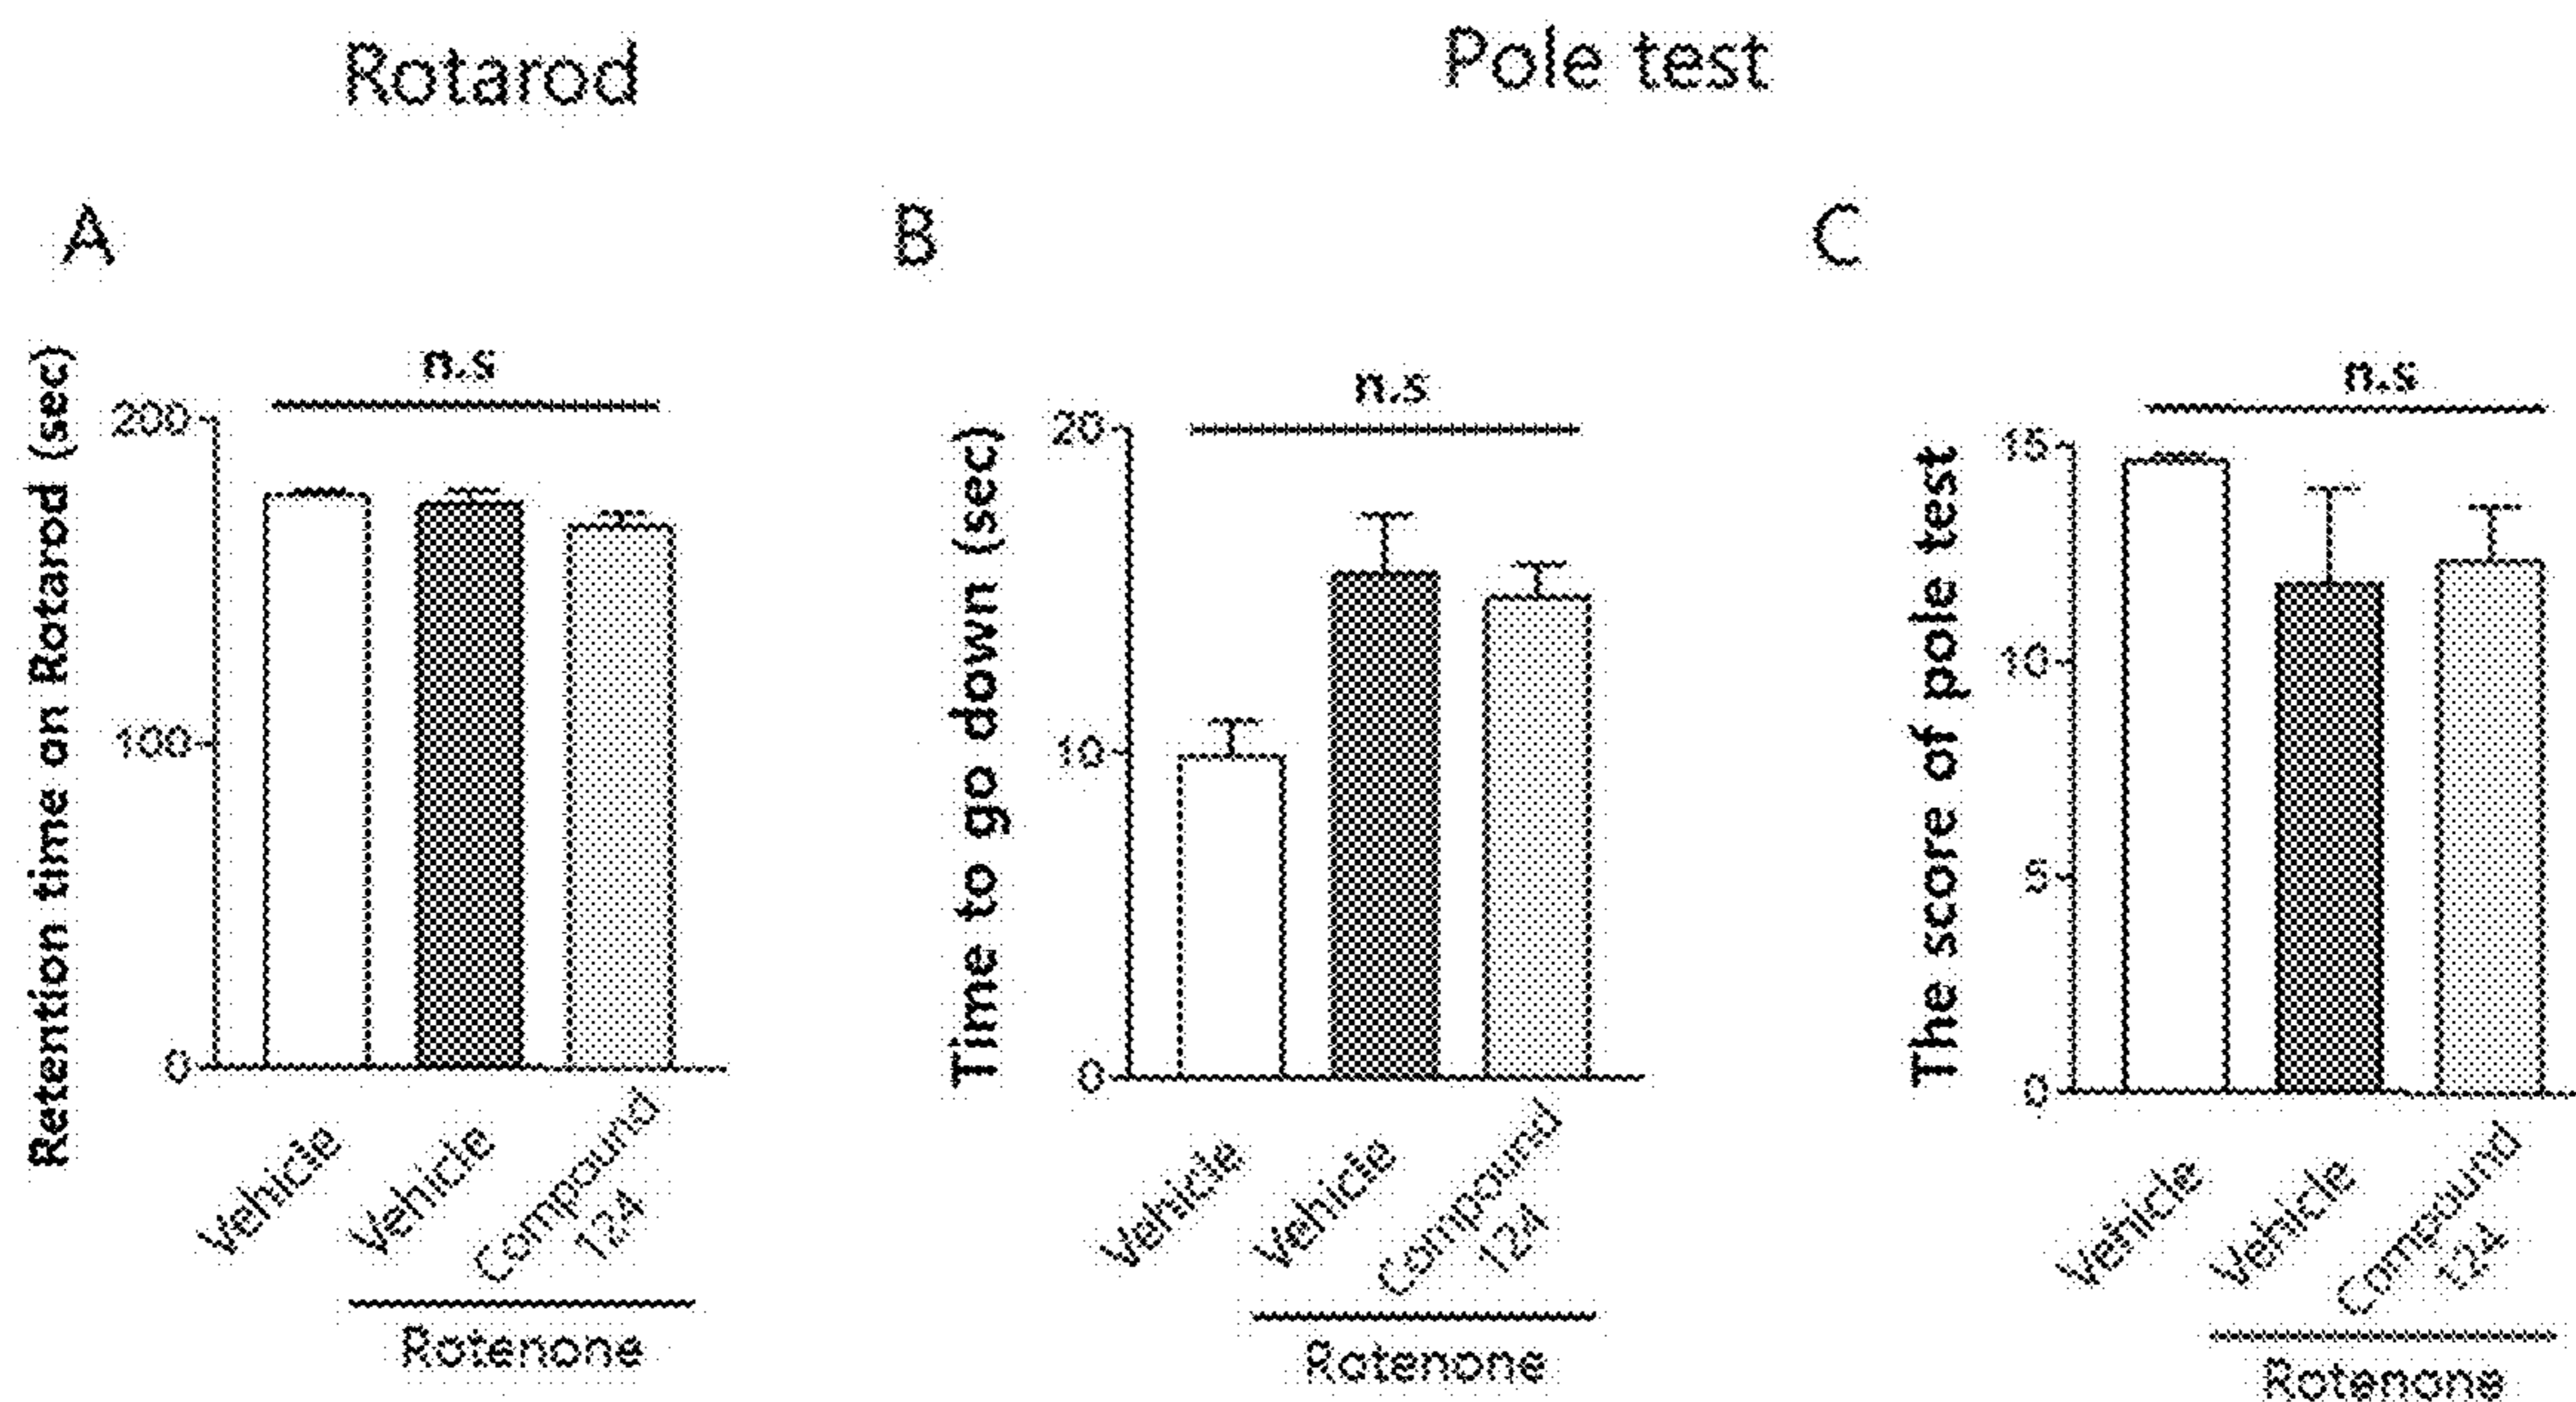 Rotarod
Pole test
A
B
C
Retention time an Rotarod (sec)
n.s
200
100
0
Vehicle
Vehicle
Compound
124
Rotenone
Time to go down (sec)
n.s
20
10
0
Vehicle
Vehicle
Compound
124
Rotenone
The score of pole test
n.s
15
10
5
0
Vehicle
Vehicle
Compound
124
Rotenone